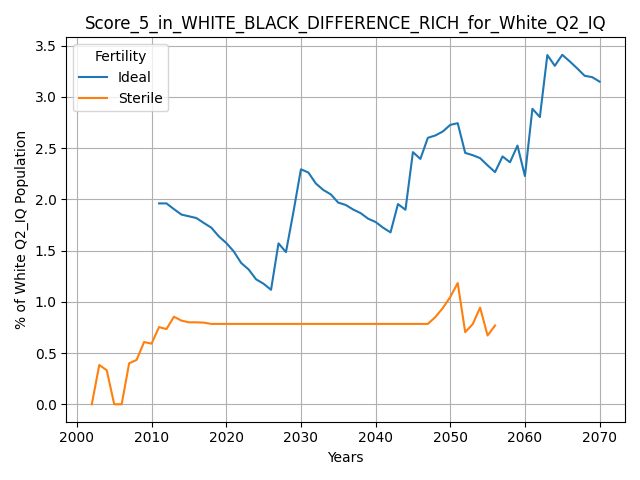 Score_5_in_WHITE_BLACK_DIFFERENCE_RICH_for_White_Q2_IQ
Fertility
Ideal
Sterile
% of White Q2_IQ Population
3.5
3.0
2.5
2.0
1.5
1.0
0.5
0.0
2000 2010 2020 2030 2040 2050 2060 2070
Years